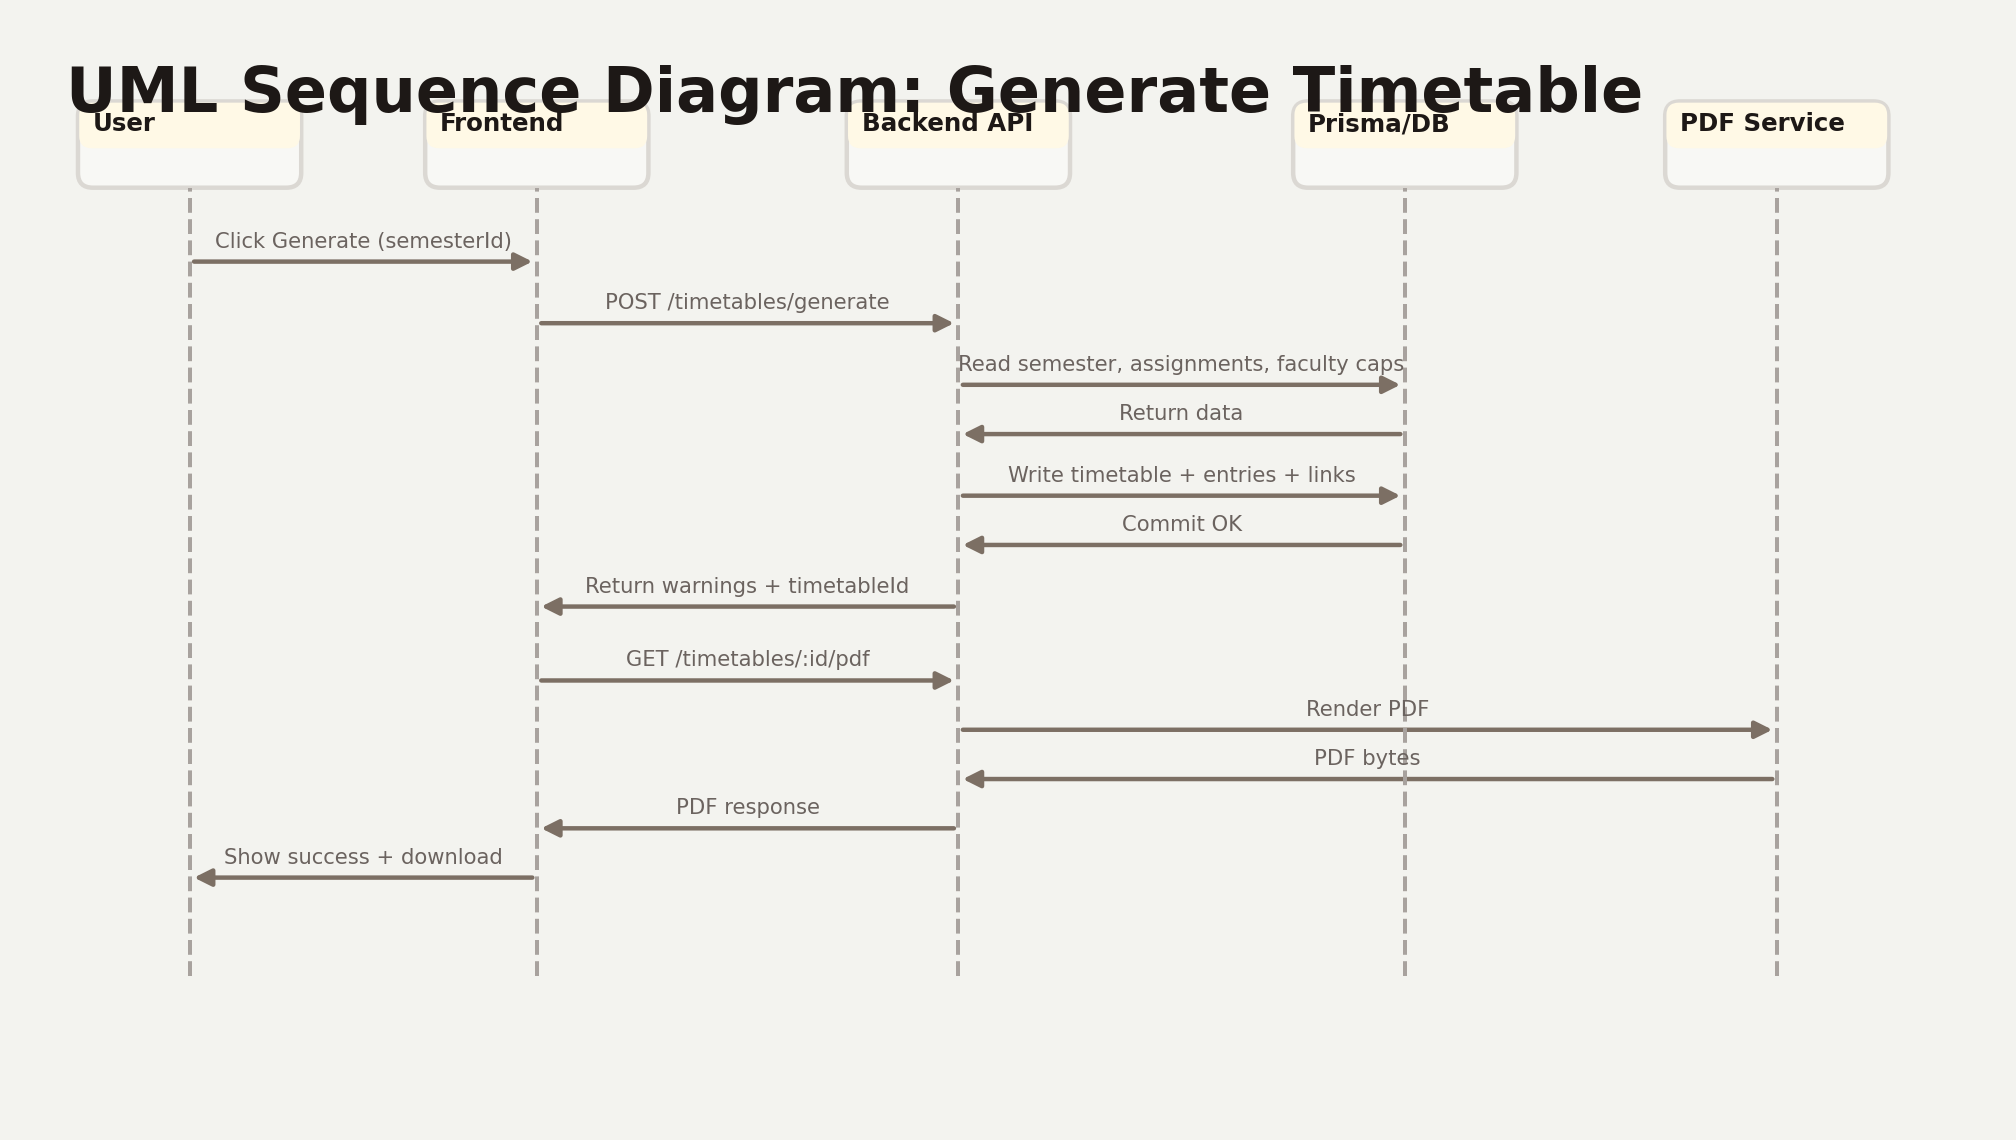 UML Sequence Diagram: Generate Timetable
User
Frontend
Backend API
Prisma/DB
PDF Service
Click Generate (semesterId)
POST /timetables/generate
Read semester, assignments, faculty caps
Return data
Write timetable + entries + links
Commit OK
Return warnings + timetableId
GET /timetables/:id/pdf
Render PDF
PDF bytes
PDF response
Show success + download